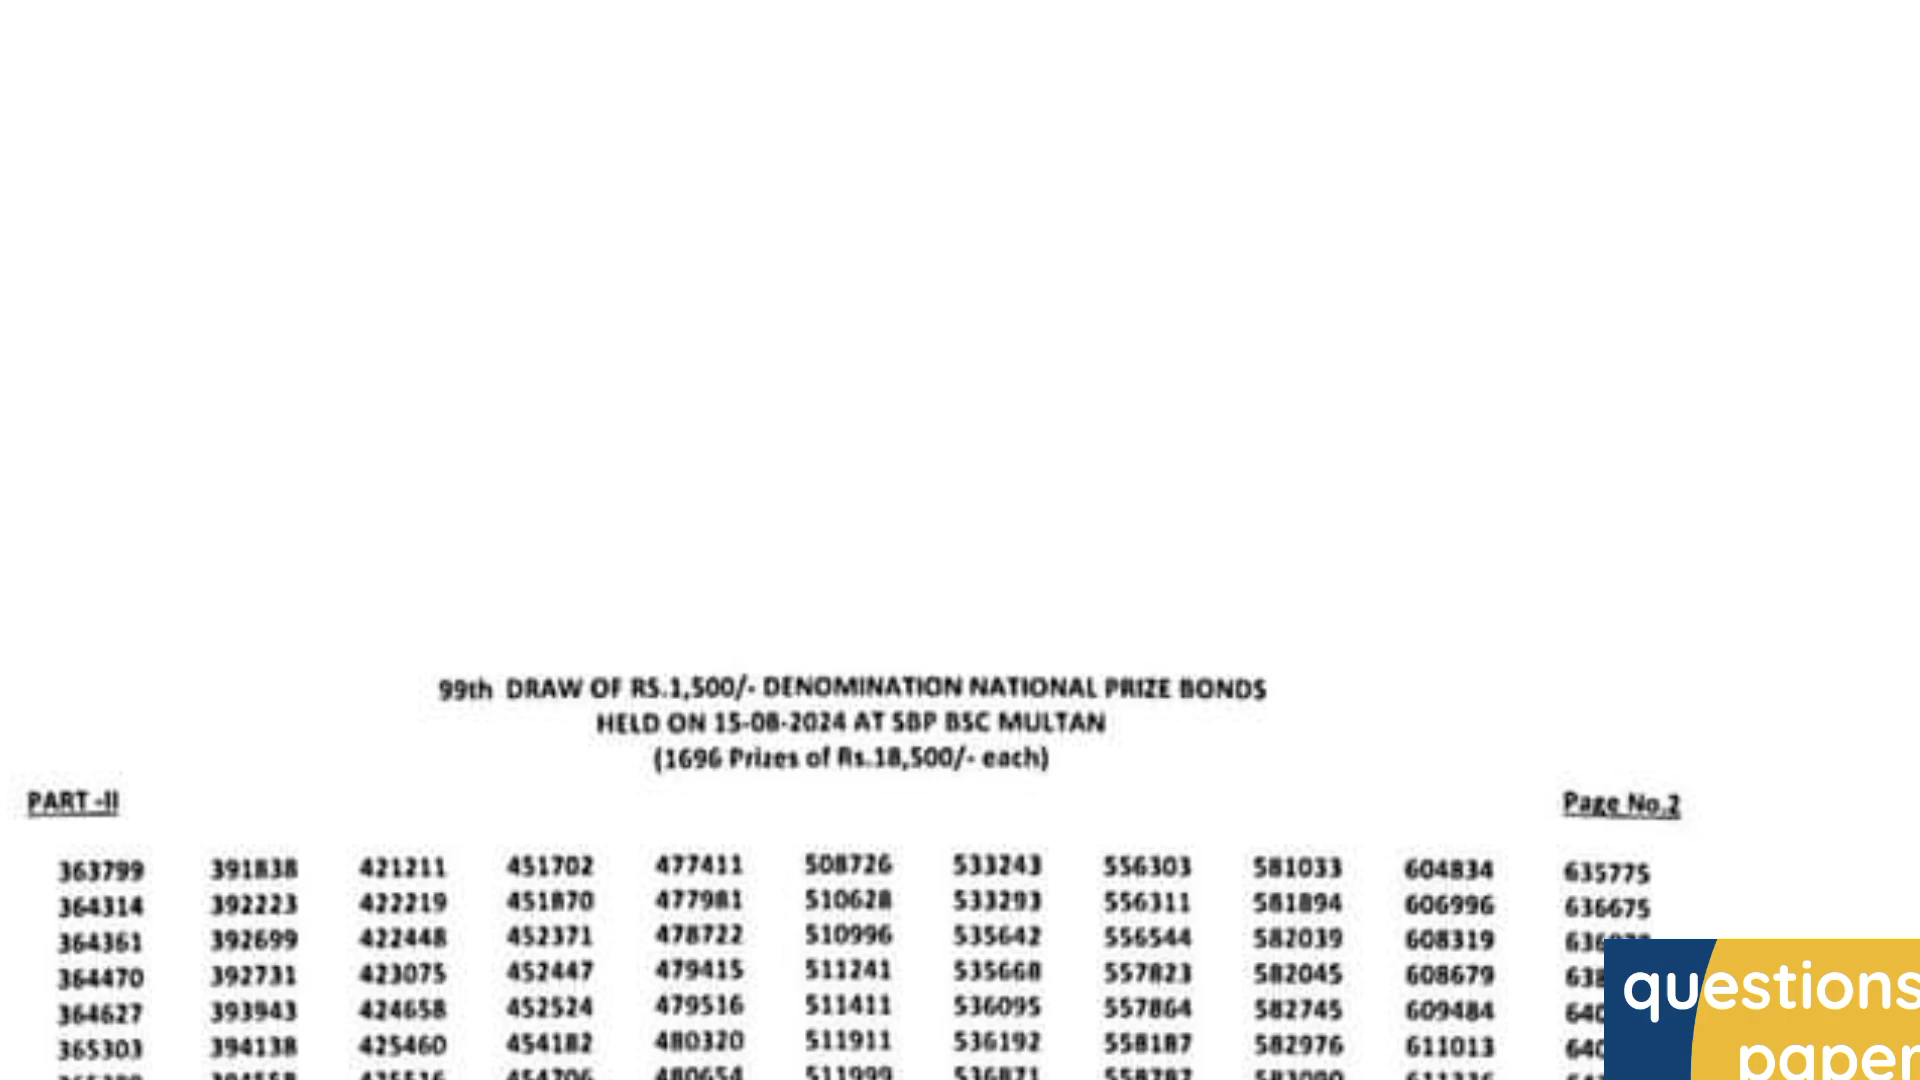 99th DRAW OF RS.1,500/- DENOMINATION NATIONAL PRIZE BONDS
HELD ON 15-08-2024 AT SBP BSC MULTAN
(1696 Prizes of Rs.18,500/- each)
PART -II Page No.2
363799 391838 421211 451702 477411 508726 533243 556303 581033 604834 635775
364314 392223 422219 451870 477981 510628 533293 556311 581894 606996 636675
364361 392699 422448 452371 478722 510996 535642 556544 582039 608319
364470 392731 423075 452447 479415 511241 535668 557823 582045 608679
364627 393943 424658 452524 479516 511411 536095 557864 582745 609484
365303 394138 425460 454182 480320 511911 536192 558187 582976 611013
454706 480654 511999 536871
questions
paper